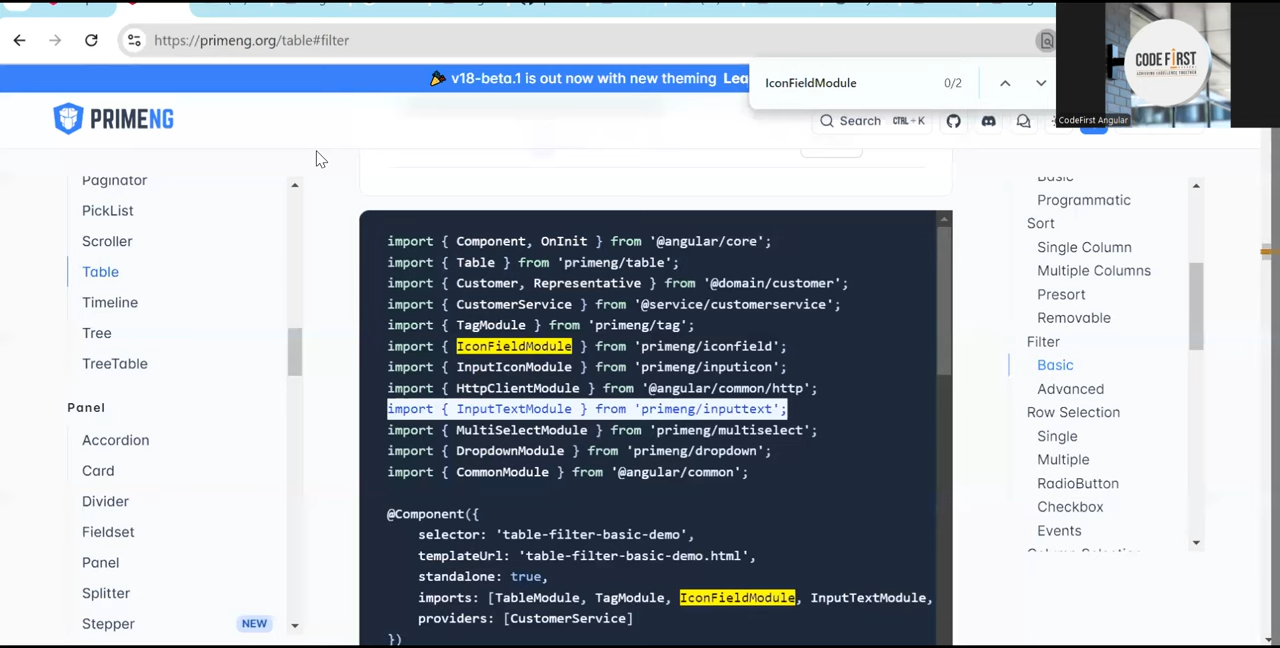 https://primeng.org/table#filter
IconFieldModule 0/2
v18-beta.1 is out now with new theming Lea
CODE FIRST
CodeFirst Angular
PRIMENG
Search CTRL+K
Paginator
PickList
Scroller
Table
Timeline
Tree
TreeTable
Panel
Accordion
Card
Divider
Fieldset
Panel
Splitter
Stepper NEW
import { Component, OnInit } from '@angular/core';
import { Table } from 'primeng/table';
import { Customer, Representative } from '@domain/customer';
import { CustomerService } from '@service/customerservice';
import { TagModule } from 'primeng/tag';
import { IconFieldModule } from 'primeng/iconfield';
import { InputIconModule } from 'primeng/inputicon';
import { HttpClientModule } from '@angular/common/http';
import { InputTextModule } from 'primeng/inputtext';
import { MultiSelectModule } from 'primeng/multiselect';
import { DropdownModule } from 'primeng/dropdown';
import { CommonModule } from '@angular/common';
@Component({
selector: 'table-filter-basic-demo',
templateUrl: 'table-filter-basic-demo.html',
standalone: true,
imports: [TableModule, TagModule, IconFieldModule, InputTextModule,
providers: [CustomerService]
})
Basic
Programmatic
Sort
Single Column
Multiple Columns
Presort
Removable
Filter
Basic
Advanced
Row Selection
Single
Multiple
RadioButton
Checkbox
Events
Column Selection